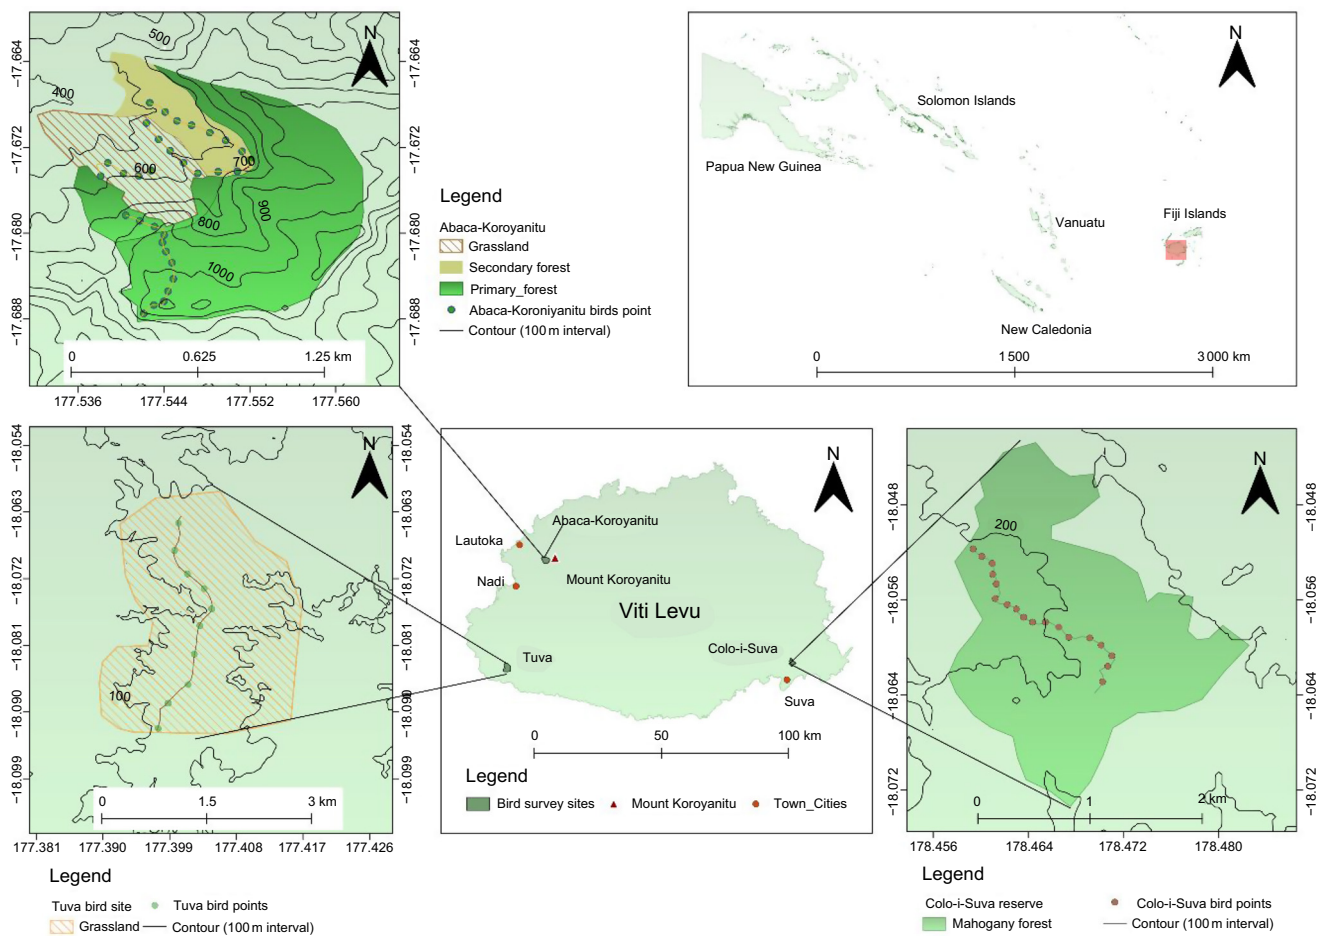 N
500
400
600
700
800
900
1000
0 0.625 1.25 km
−17.664
−17.672
−17.680
−17.688
177.536 177.544 177.552 177.560
Legend
Abaca-Koroyanitu
Grassland
Secondary forest
Primary_forest
Abaca-Koroniyanitu birds point
Contour (100 m interval)
N
Solomon Islands
Papua New Guinea
Vanuatu
Fiji Islands
New Caledonia
0 1500 3 000 km
N
100
0 1.5 3 km
−18.054
−18.063
−18.072
−18.081
−18.090
−18.099
177.381 177.390 177.399 177.408 177.417 177.426
Legend
Tuva bird site
Tuva bird points
Grassland
Contour (100 m interval)
N
Abaca-Koroyanitu
Lautoka
Mount Koroyanitu
Nadi
Viti Levu
Colo-i-Suva
Tuva
Suva
0 50 100 km
Legend
Bird survey sites
Mount Koroyanitu
Town_Cities
N
200
0 1 2 km
−18.048
−18.056
−18.064
−18.072
178.456 178.464 178.472 178.480
Legend
Colo-i-Suva reserve
Colo-i-Suva bird points
Mahogany forest
Contour (100 m interval)